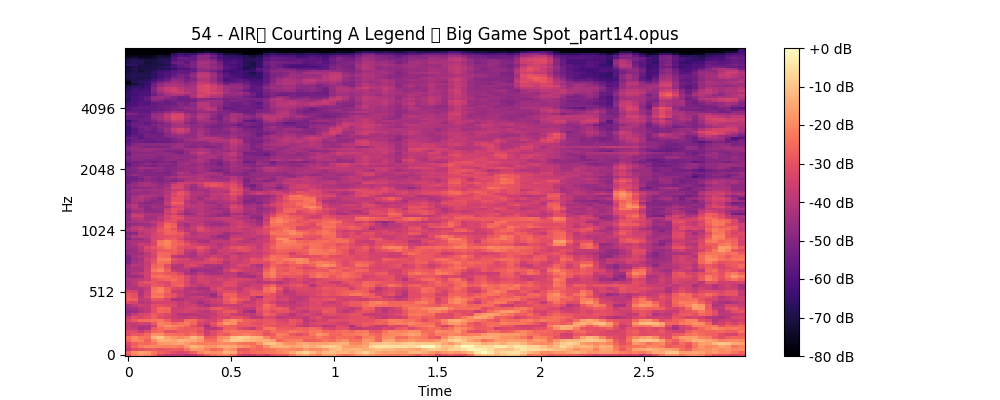 54 - AIR Courting A Legend Big Game Spot_part14.opus
+0 dB
-10 dB
-20 dB
-30 dB
-40 dB
-50 dB
-60 dB
-70 dB
-80 dB
Hz
4096
2048
1024
512
0
0
0.5
1
1.5
2
2.5
Time